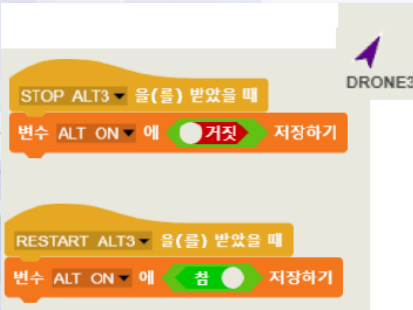 DRONE3
STOP ALT3 을(를) 받았을 때
변수 ALT ON 에 거짓 저장하기
RESTART ALT3 을(를) 받았을 때
변수 ALT ON 에 참 저장하기